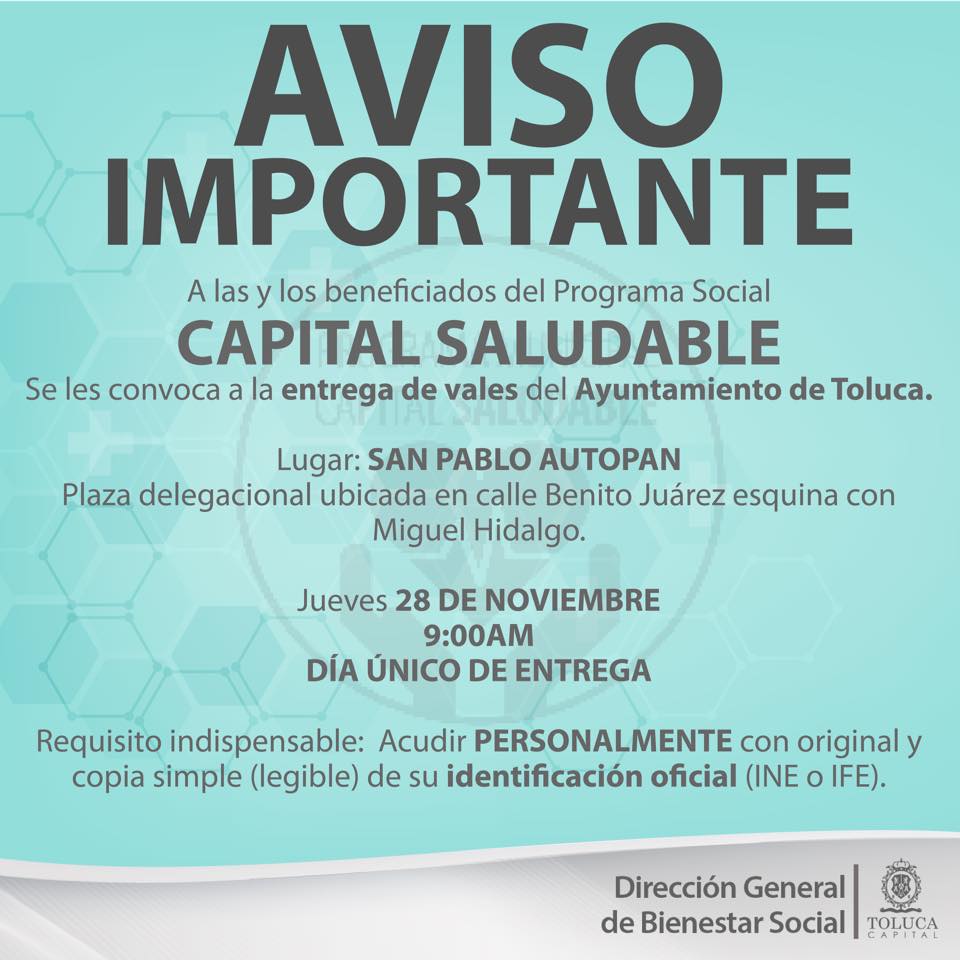 AVISO
IMPORTANTE
A las y los beneficiados del Programa Social
CAPITAL SALUDABLE
Se les convoca a la entrega de vales del Ayuntamiento de Toluca.
Lugar: SAN PABLO AUTOPAN
Plaza delegacional ubicada en calle Benito Juárez esquina con
Miguel Hidalgo.
Jueves 28 DE NOVIEMBRE
9:00AM
DÍA ÚNICO DE ENTREGA
Requisito indispensable: Acudir PERSONALMENTE con original y
copia simple (legible) de su identificación oficial (INE o IFE).
Dirección General
de Bienestar Social
TOLUCA
CAPITAL
CAPITAL SALUDABLE